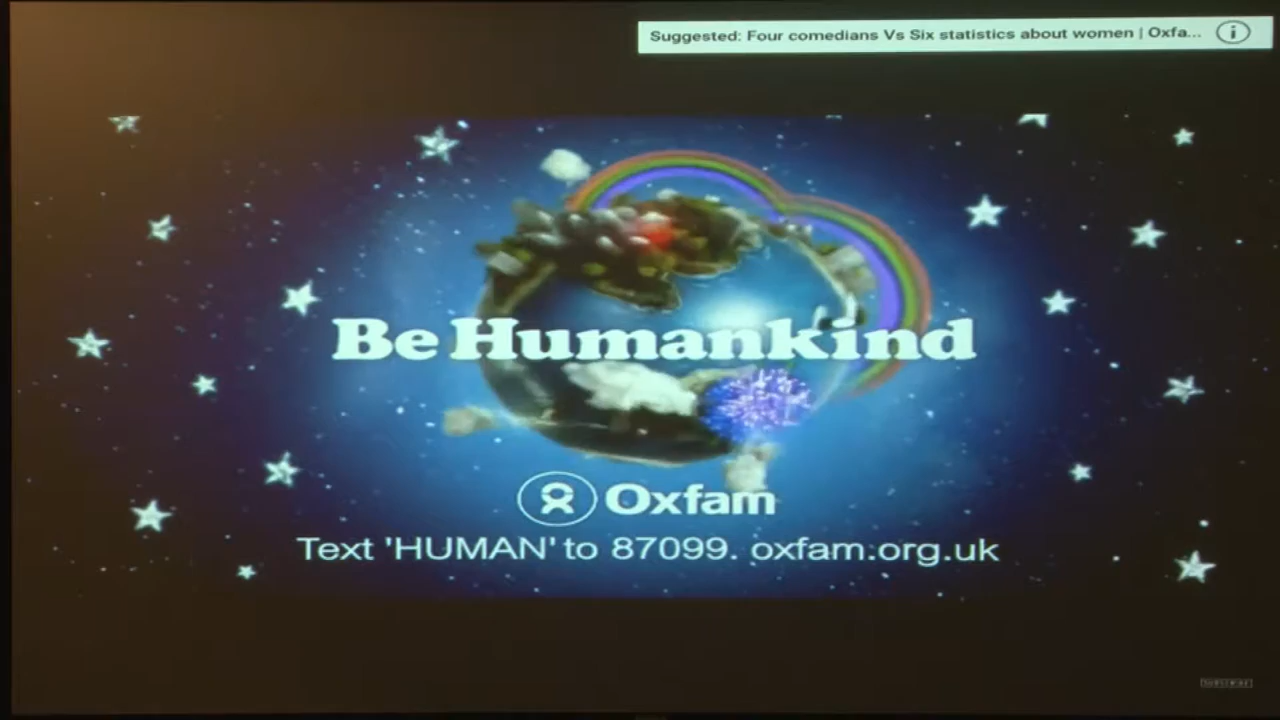 Suggested: Four comedians Vs Six statistics about women | Oxfa...
Be Humankind
Oxfam
Text 'HUMAN' to 87099. oxfam.org.uk